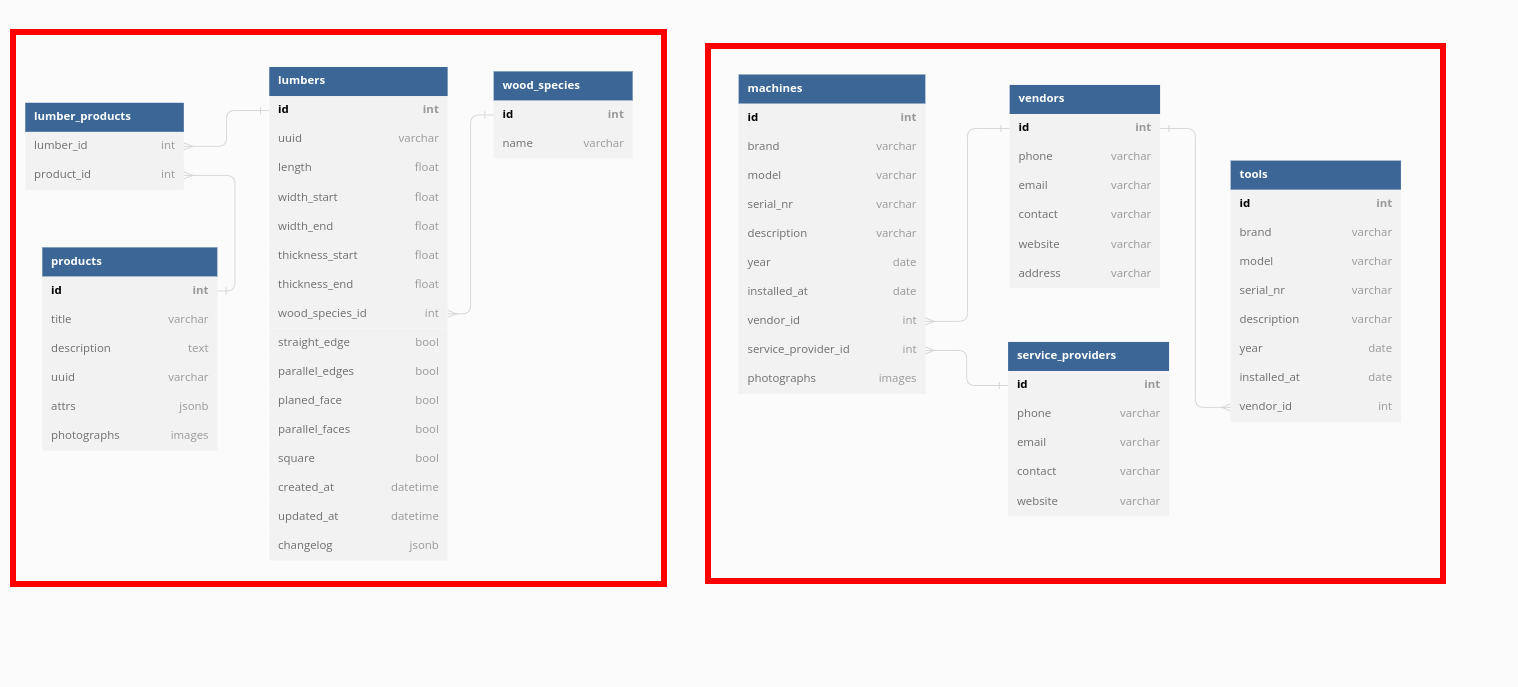 lumber_products
lumber_id int
product_id int
products
id int
title varchar
description text
uuid varchar
attrs jsonb
photographs images
lumbers
id int
uuid varchar
length float
width_start float
width_end float
thickness_start float
thickness_end float
wood_species_id int
straight_edge bool
parallel_edges bool
planed_face bool
parallel_faces bool
square bool
created_at datetime
updated_at datetime
changelog jsonb
wood_species
id int
name varchar
machines
id int
brand varchar
model varchar
serial_nr varchar
description varchar
year date
installed_at date
vendor_id int
service_provider_id int
photographs images
vendors
id int
phone varchar
email varchar
contact varchar
website varchar
address varchar
service_providers
id int
phone varchar
email varchar
contact varchar
website varchar
tools
id int
brand varchar
model varchar
serial_nr varchar
description varchar
year date
installed_at date
vendor_id int